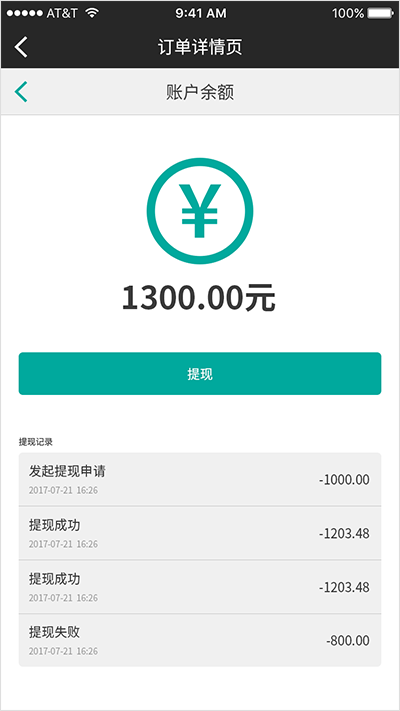 AT&T 9:41 AM 100%
订单详情页
账户余额
¥
1300.00元
提现
提现记录
发起提现申请
-1000.00
2017-07-21 16:26
提现成功
-1203.48
2017-07-21 16:26
提现成功
-1203.48
2017-07-21 16:26
提现失败
-800.00
2017-07-21 16:26